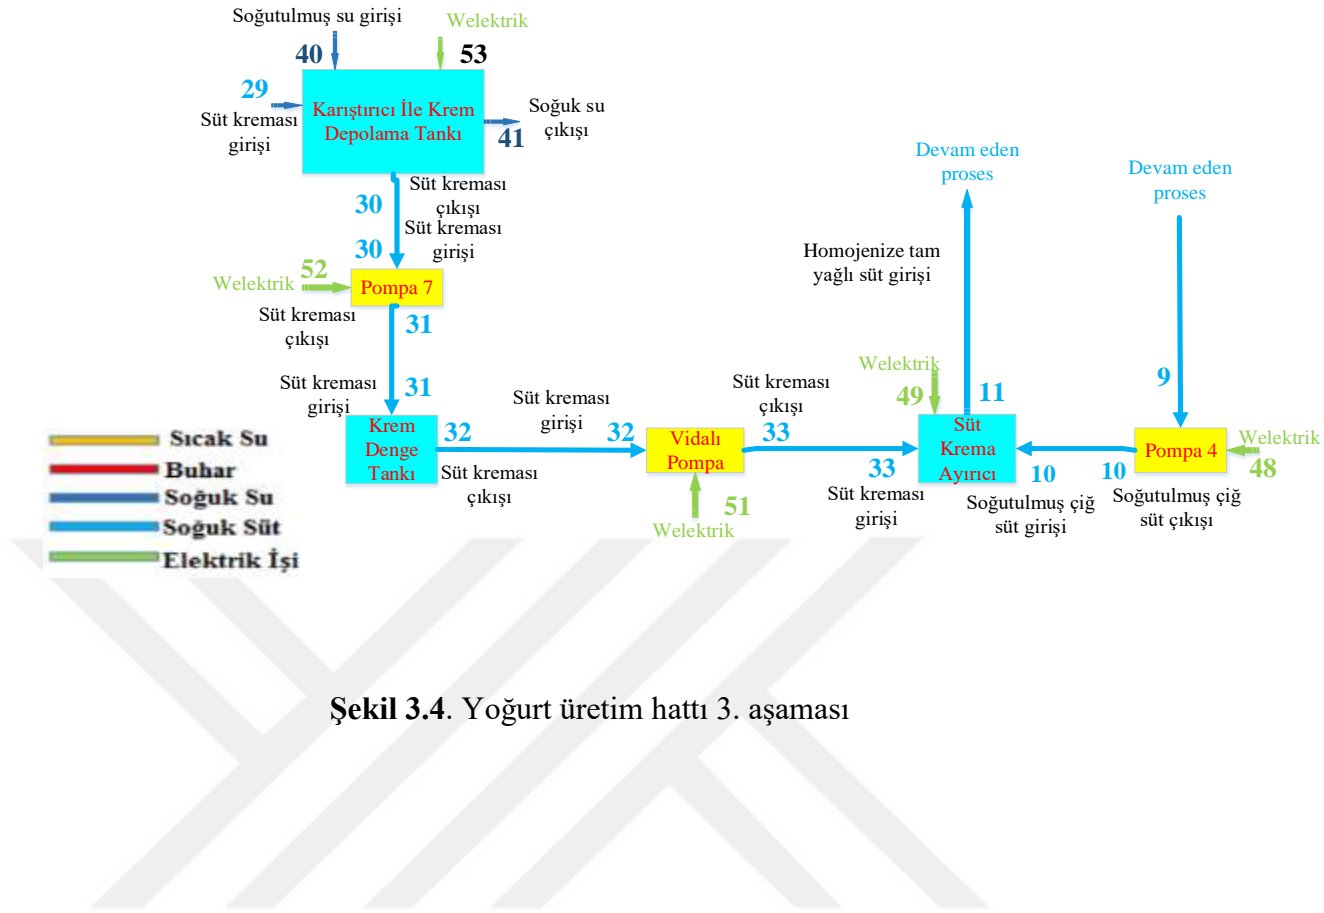 Soğutulmuş su girişi
Welektrik
40
53
29
Süt kreması
girişi
Karıştırıcı İle Krem
Depolama Tankı
Soğuk su
çıkışı
41
Süt kreması
çıkışı
30
Süt kreması
girişi
30
Welektrik
52
Pompa 7
Süt kreması
çıkışı
31
Süt kreması
girişi
31
Krem
Denge
Tankı
32
Süt kreması
çıkışı
Süt kreması
girişi
32
Vidalı
Pompa
51
Welektrik
Süt kreması
çıkışı
33
33
Süt kreması
girişi
Welektrik
49
Süt
Krema
Ayırıcı
11
Homojenize tam
yağlı süt girişi
Devam eden
proses
Devam eden
proses
9
Pompa 4
Welektrik
48
10
Soğutulmuş çiğ
süt çıkışı
10
Soğutulmuş çiğ
süt girişi
Sıcak Su
Buhar
Soğuk Su
Soğuk Süt
Elektrik İşi
Şekil 3.4. Yoğurt üretim hattı 3. aşaması